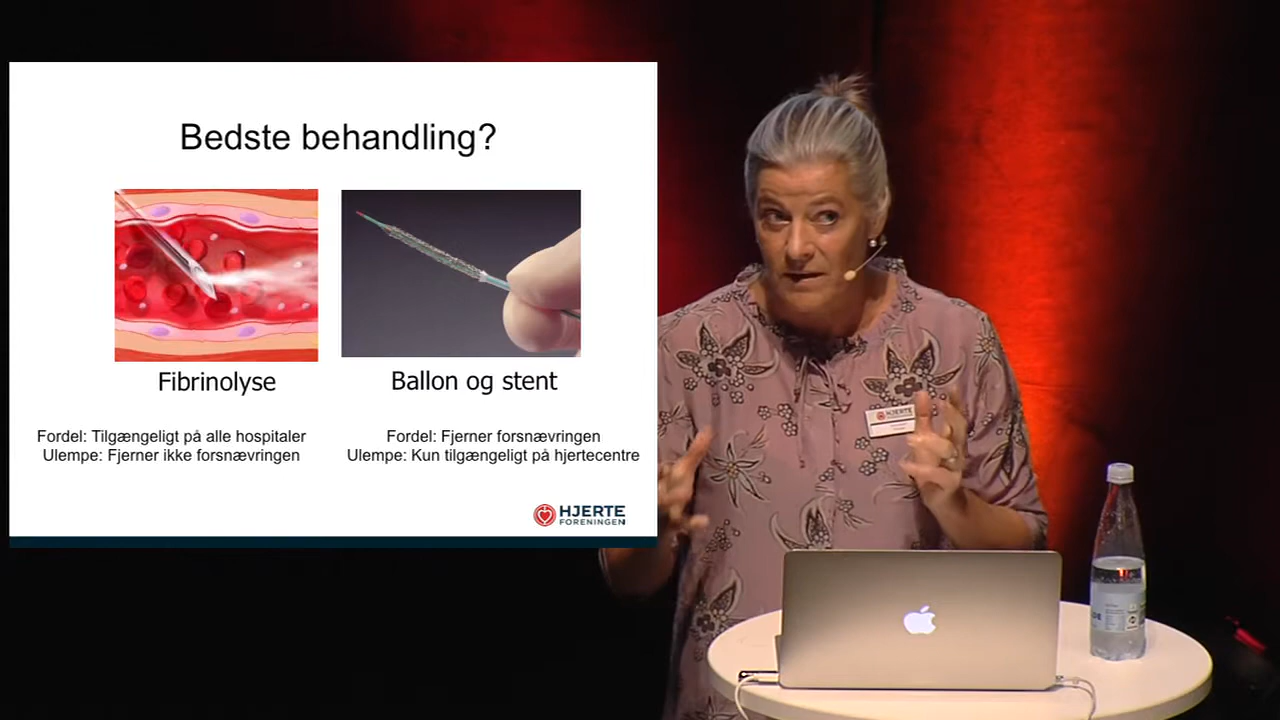 Bedste behandling?
Fibrinolyse
Fordel: Tilgængeligt på alle hospitaler
Ulempe: Fjerner ikke forsnævringen
Ballon og stent
Fordel: Fjerner forsnævringen
Ulempe: Kun tilgængeligt på hjertecentre
HJERTE
FORENINGEN
HJERTE